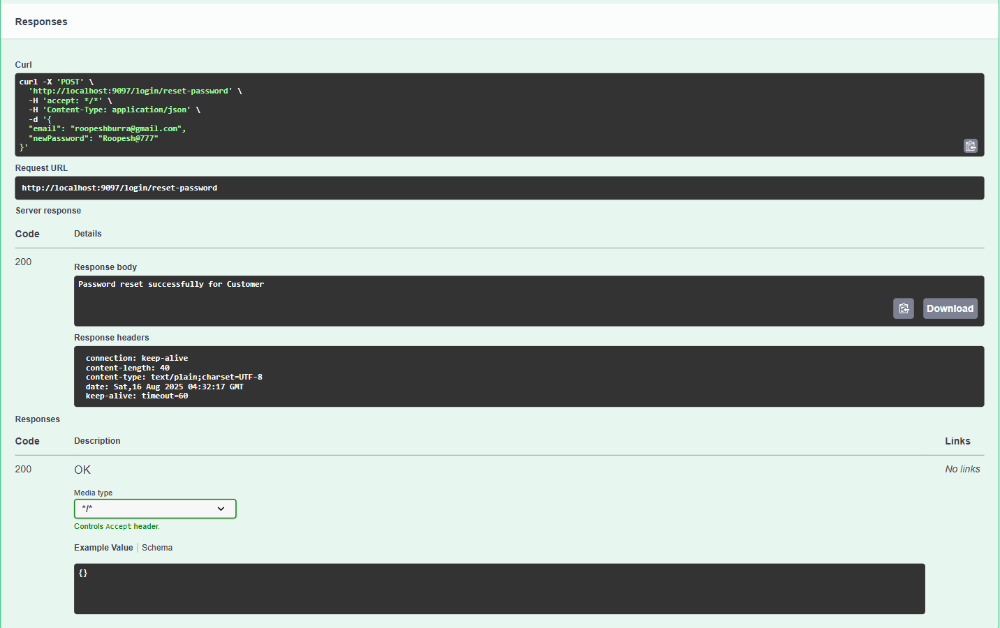 Responses
Curl
curl -X 'POST' \
'http://localhost:9097/login/reset-password' \
-H 'accept: */*' \
-H 'Content-Type: application/json' \
-d '{
"email": "roopeshburra@gmail.com",
"newPassword": "Roopesh@777"
}'
Request URL
http://localhost:9097/login/reset-password
Server response
Code Details
200
Response body
Password reset successfully for Customer
Download
Response headers
connection: keep-alive
content-length: 40
content-type: text/plain;charset=UTF-8
date: Sat,16 Aug 2025 04:32:17 GMT
keep-alive: timeout=60
Responses
Code Description Links
200 OK No links
Media type
*/*
Controls Accept header.
Example Value Schema
{}